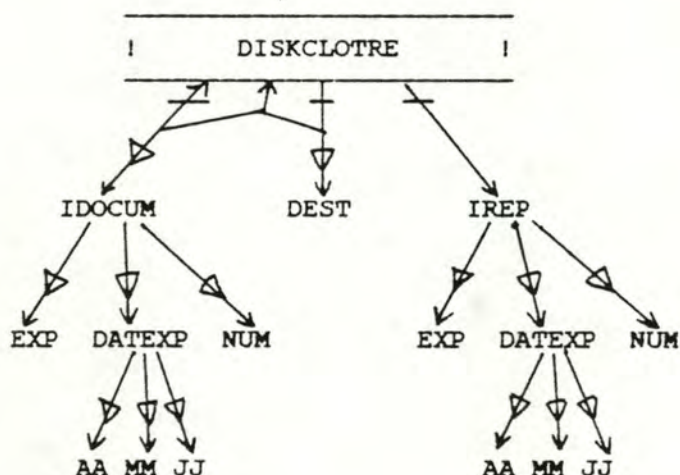 ! DISKCLOTRE !
IDOCUM DEST IREP
EXP DATEXP NUM EXP DATEXP NUM
AA MM JJ AA MM JJ